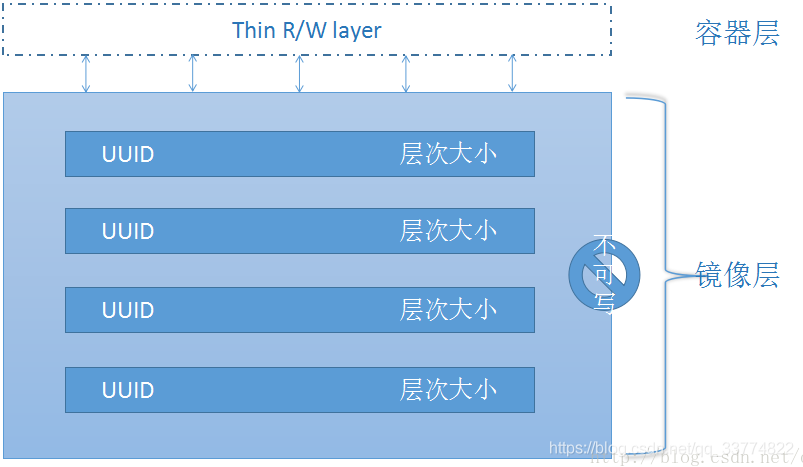 Thin R/W layer
容器层
UUID 层次大小
UUID 层次大小
不可写
镜像层
UUID 层次大小
UUID 层次大小
https://blog.csdn.net/qq_33774822
http://blog.csdn.net/